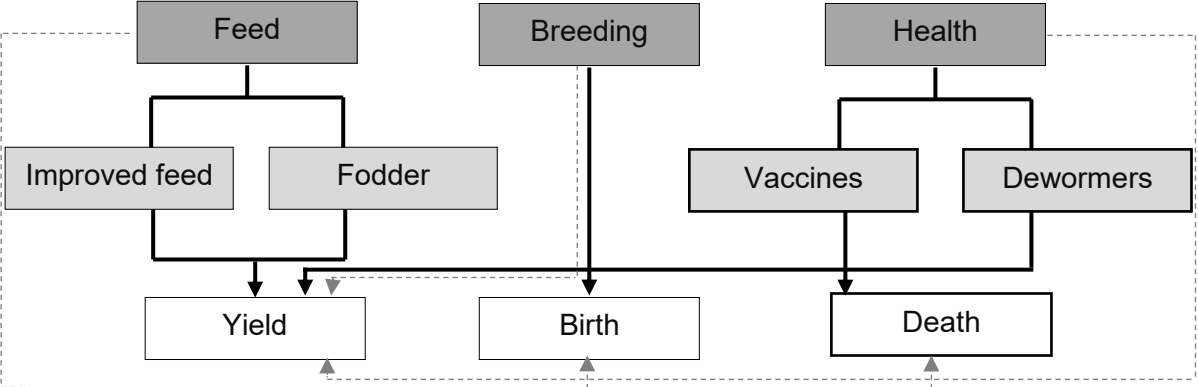 Feed
Breeding
Health
Improved feed
Fodder
Vaccines
Dewormers
Yield
Birth
Death